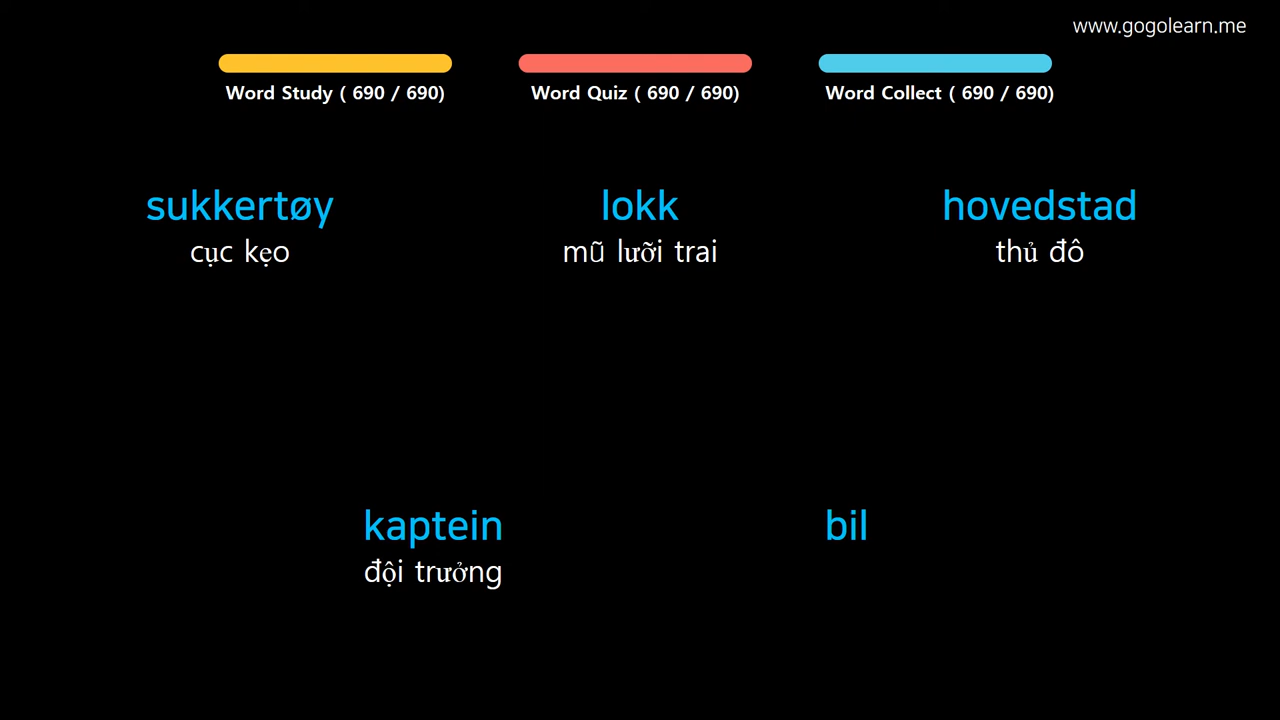 www.gogolearn.me
Word Study ( 690 / 690)
Word Quiz ( 690 / 690)
Word Collect ( 690 / 690)
sukkertøy
cục kẹo
lokk
mũ lưỡi trai
hovedstad
thủ đô
kaptein
đội trưởng
bil